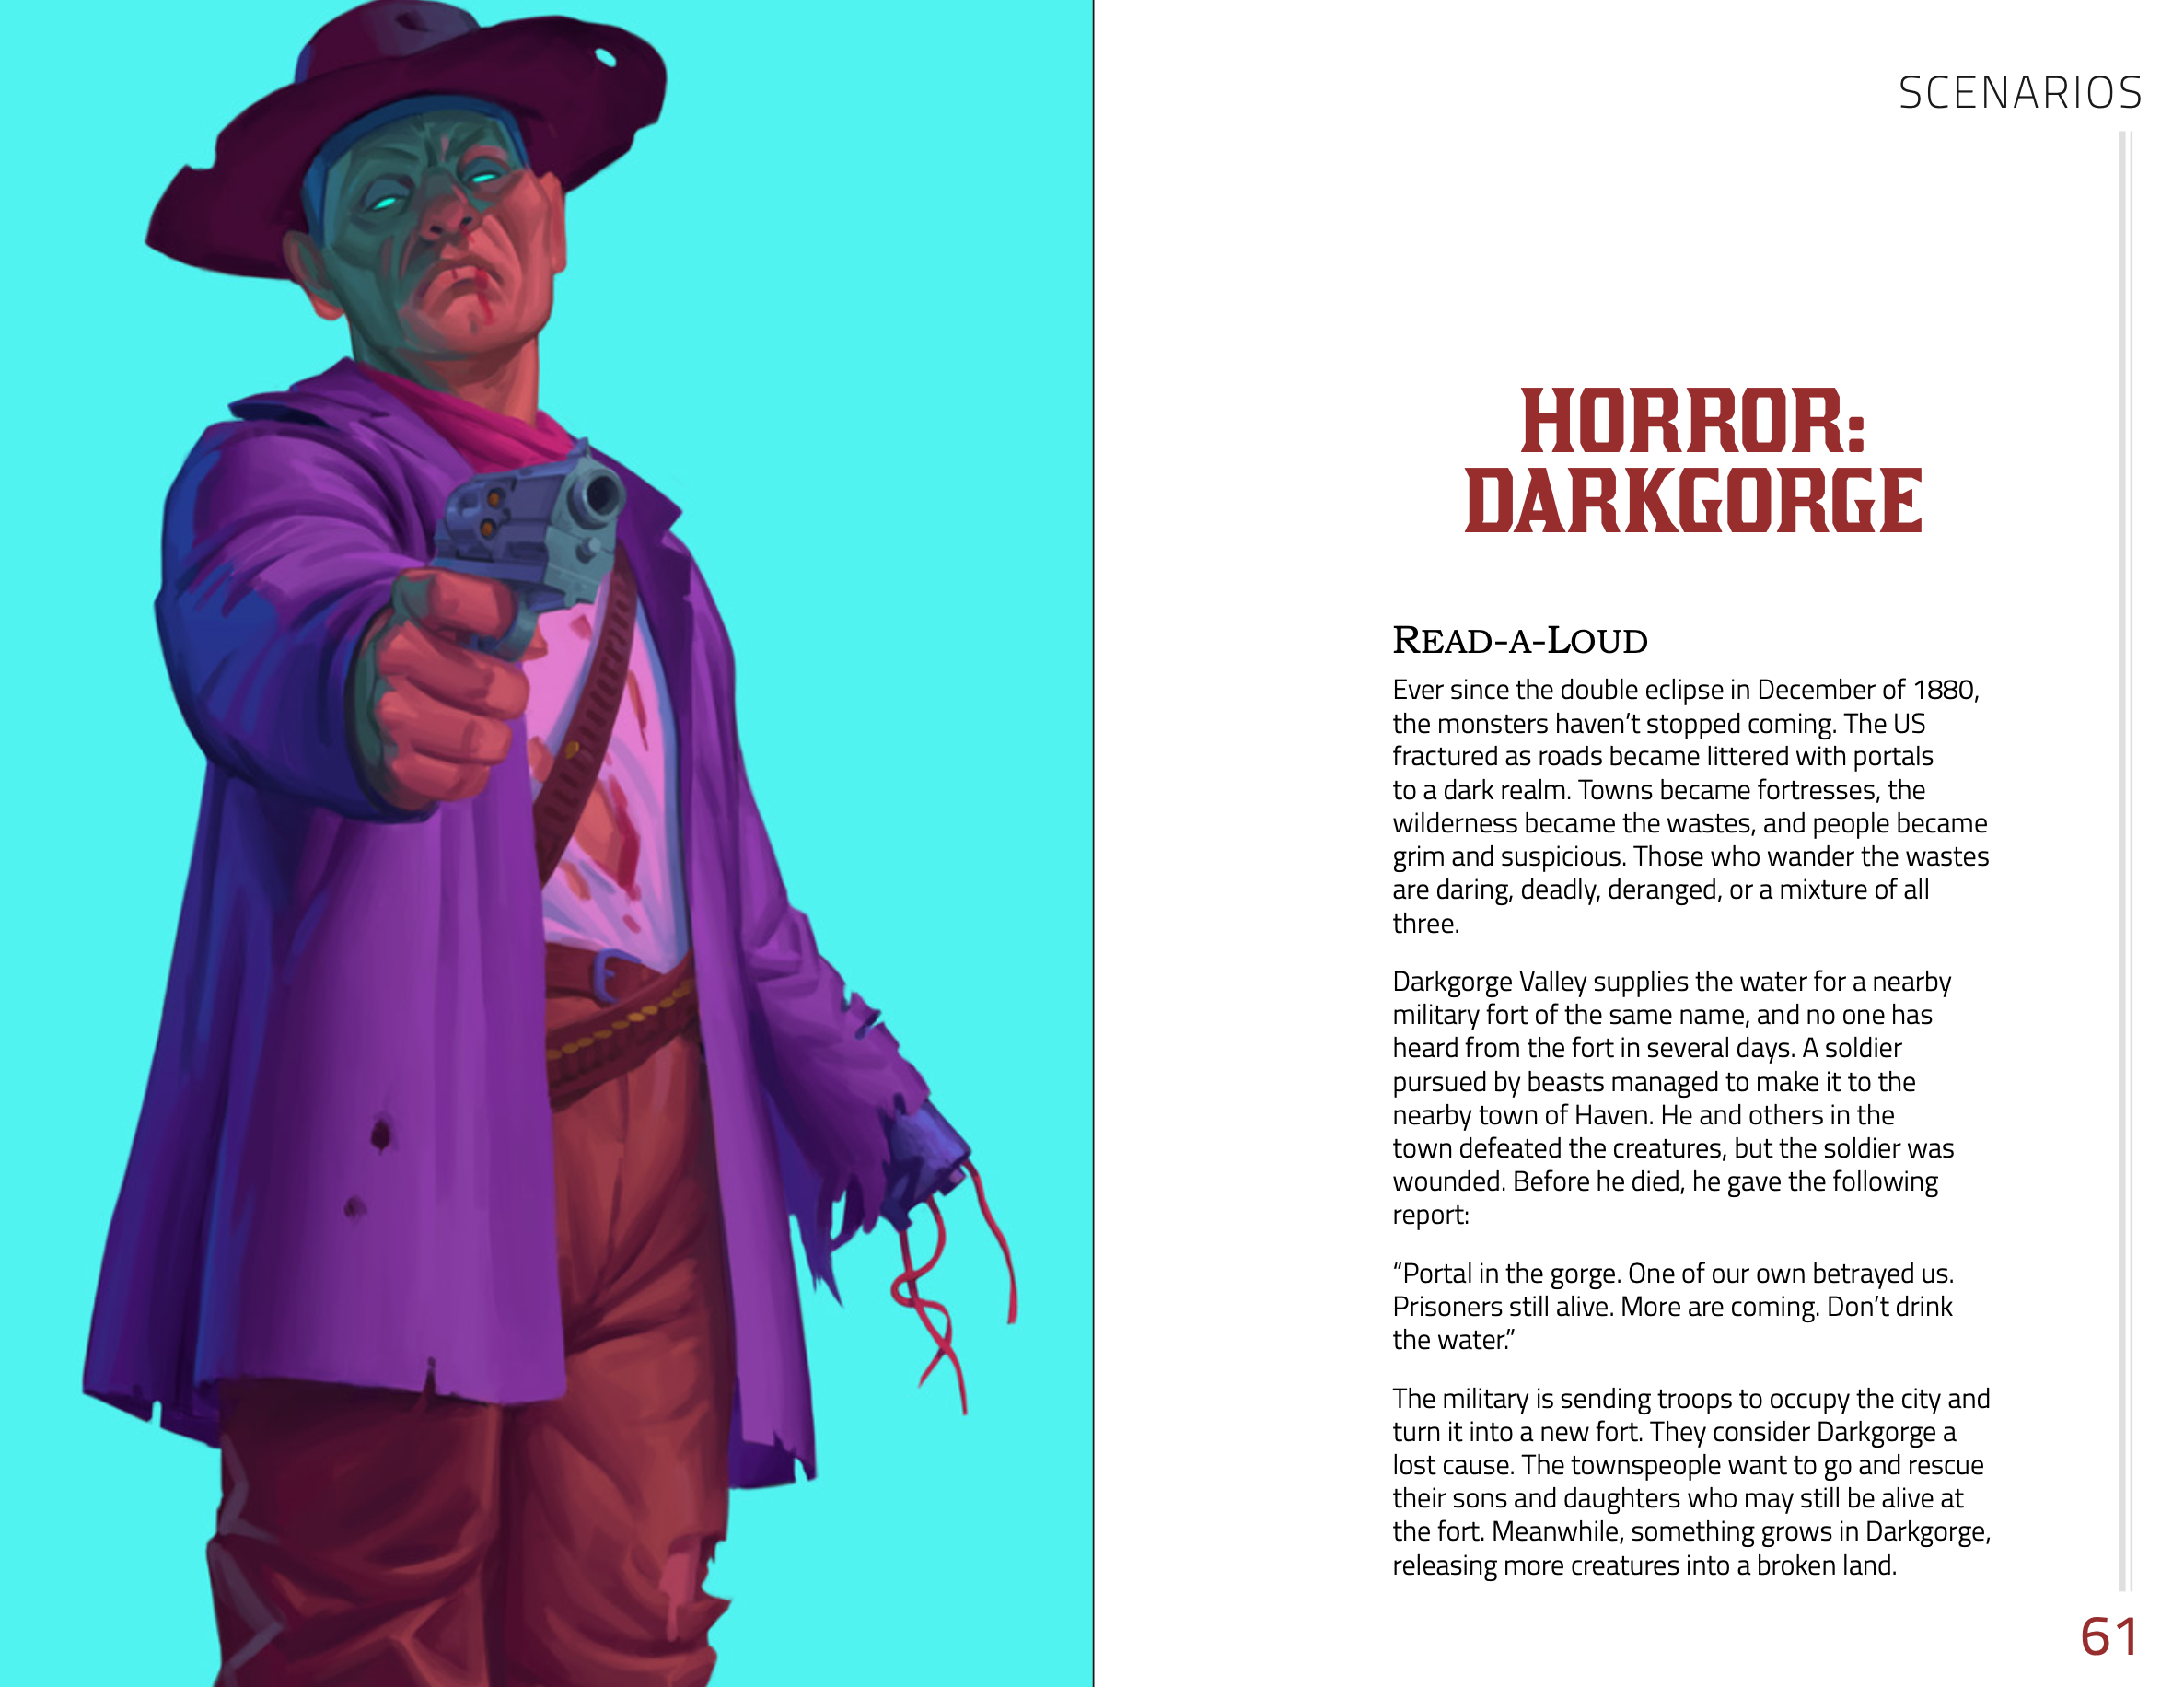 SCENARIOS
HORROR:
DARKGORGE
READ-A-LOUD
Ever since the double eclipse in December of 1880,
the monsters haven’t stopped coming. The US
fractured as roads became littered with portals
to a dark realm. Towns became fortresses, the
wilderness became the wastes, and people became
grim and suspicious. Those who wander the wastes
are daring, deadly, deranged, or a mixture of all
three.
Darkgorge Valley supplies the water for a nearby
military fort of the same name, and no one has
heard from the fort in several days. A soldier
pursued by beasts managed to make it to the
nearby town of Haven. He and others in the
town defeated the creatures, but the soldier was
wounded. Before he died, he gave the following
report:
“Portal in the gorge. One of our own betrayed us.
Prisoners still alive. More are coming. Don’t drink
the water.”
The military is sending troops to occupy the city and
turn it into a new fort. They consider Darkgorge a
lost cause. The townspeople want to go and rescue
their sons and daughters who may still be alive at
the fort. Meanwhile, something grows in Darkgorge,
releasing more creatures into a broken land.
61